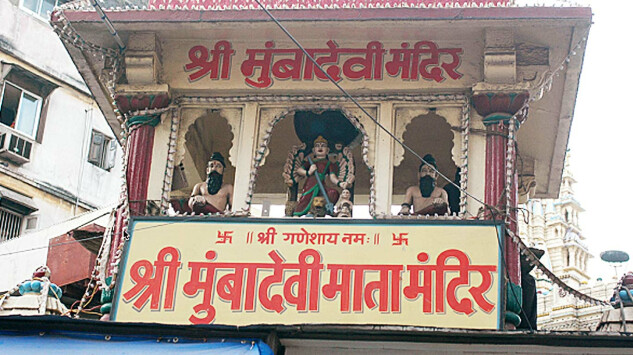 श्री मुंबादेवी मंदिर
卐 ॥ श्री गणेशाय नमः ॥ 卐
श्री मुंबादेवी माता मंदिर